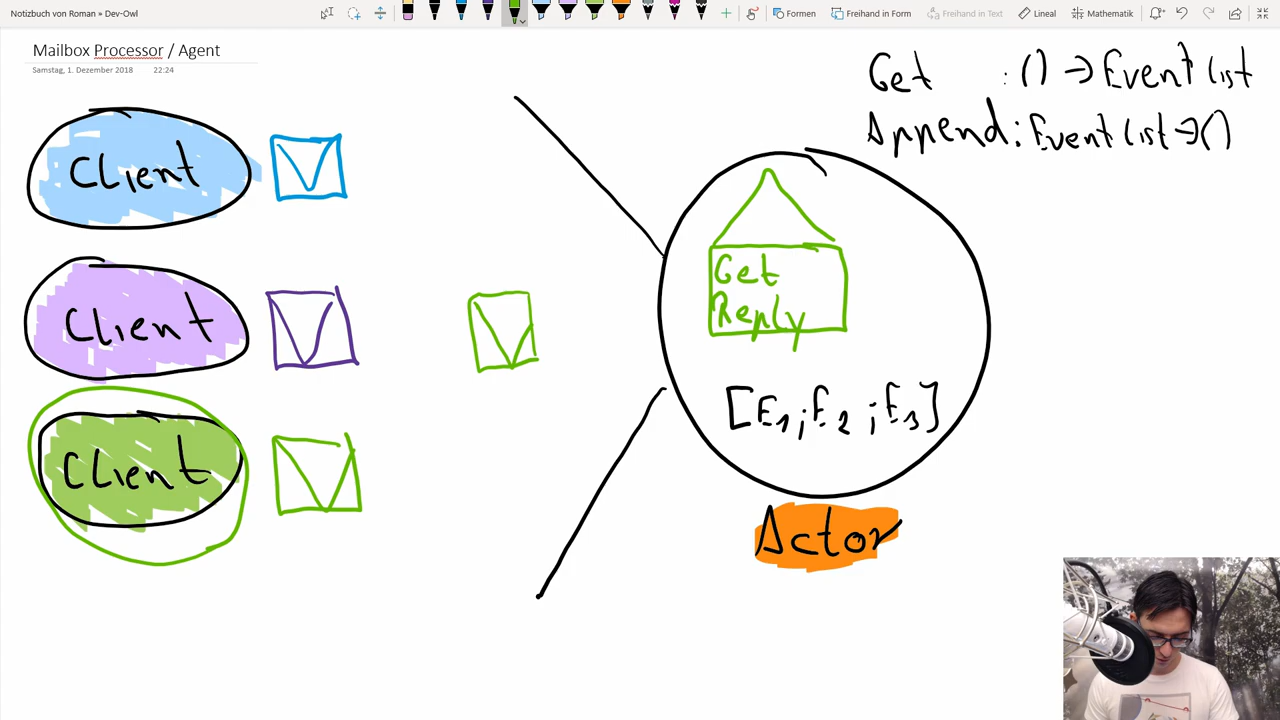 Notizbuch von Roman » Dev-Owl
Formen
Freihand in Form
Freihand in Text
Lineal
Mathematik
Mailbox Processor / Agent
Samstag, 1. Dezember 2018 22:24
Get : () → Event list
Append : Event list → ()
Client
Client
Client
Get
Reply
[E1; E2; E3]
Actor